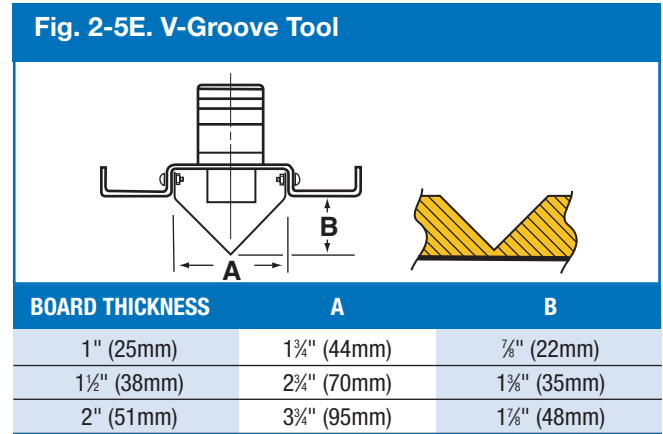 Fig. 2-5E. V-Groove Tool
B
A
BOARD THICKNESS A B
1" (25mm) 1¾" (44mm) ⅞" (22mm)
1½" (38mm) 2¾" (70mm) 1⅜" (35mm)
2" (51mm) 3¾" (95mm) 1⅞" (48mm)